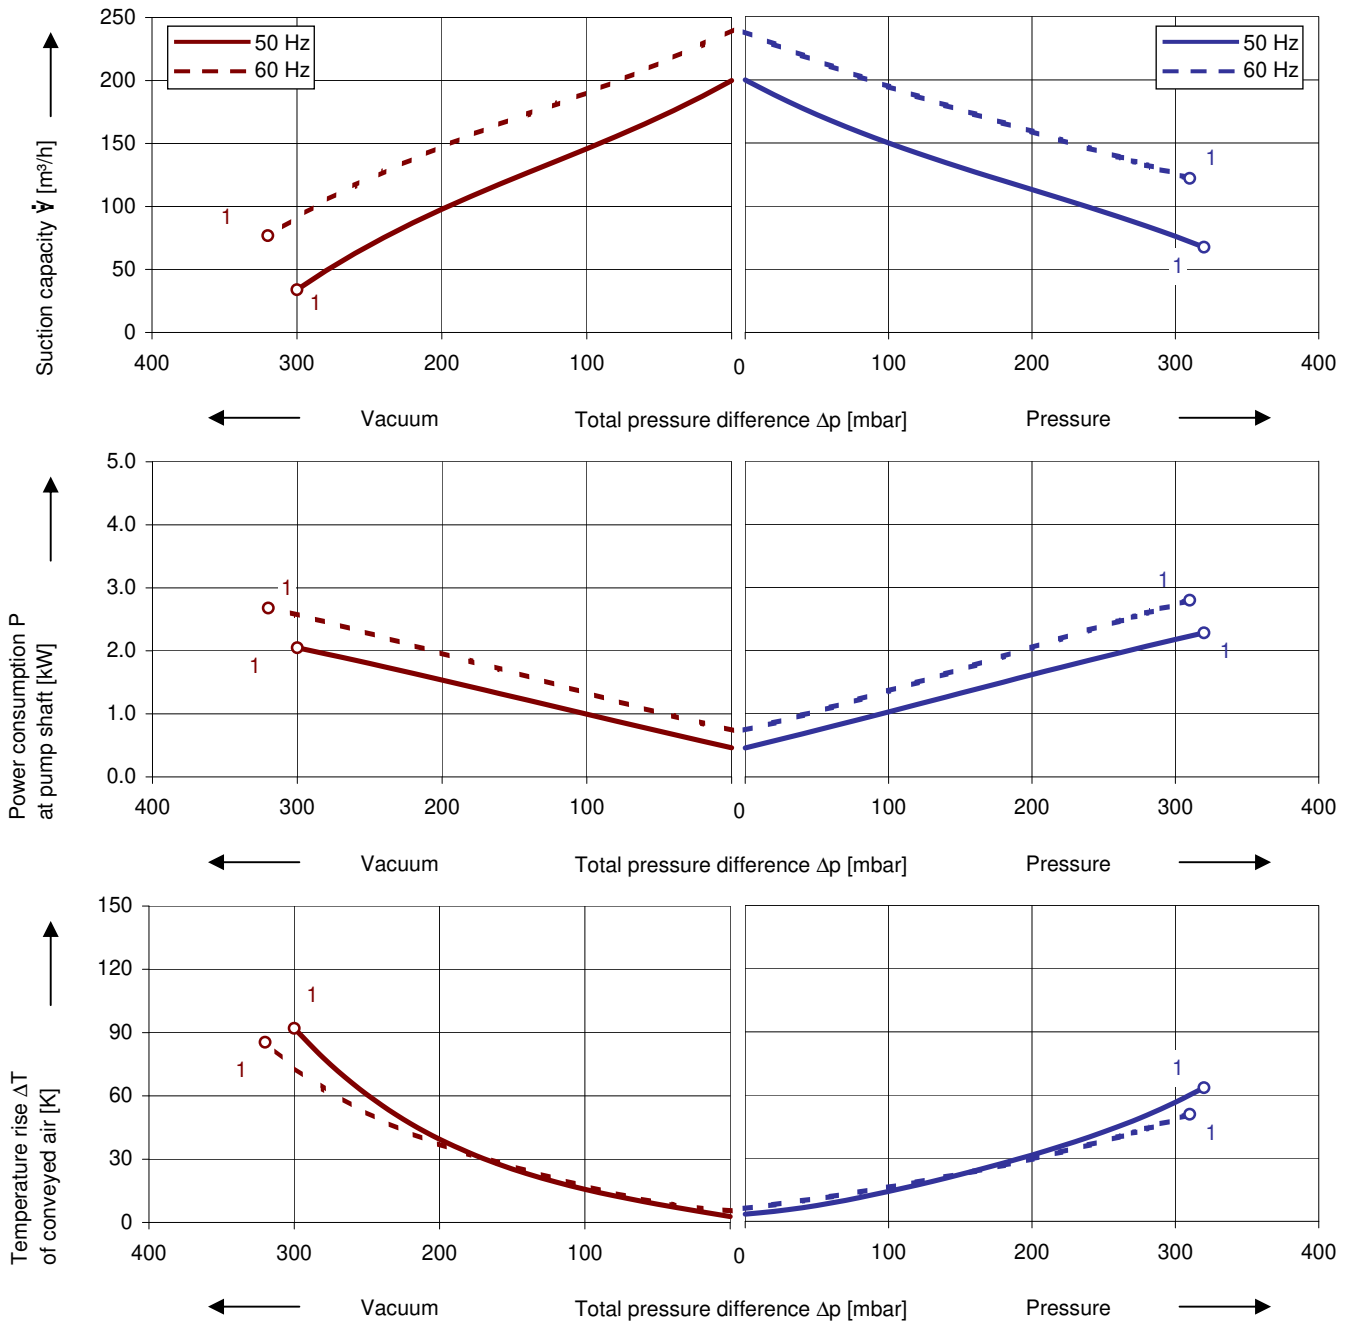 250
200
150
100
50
0
Suction capacity V̇ [m³/h]
50 Hz
60 Hz
50 Hz
60 Hz
1
1
1
1
400 300 200 100 0 100 200 300 400
Vacuum Total pressure difference Δp [mbar] Pressure
5.0
4.0
3.0
2.0
1.0
0.0
Power consumption P
at pump shaft [kW]
1
1
1
1
400 300 200 100 0 100 200 300 400
Vacuum Total pressure difference Δp [mbar] Pressure
150
120
90
60
30
0
Temperature rise ΔT
of conveyed air [K]
1
1
1
1
400 300 200 100 0 100 200 300 400
Vacuum Total pressure difference Δp [mbar] Pressure